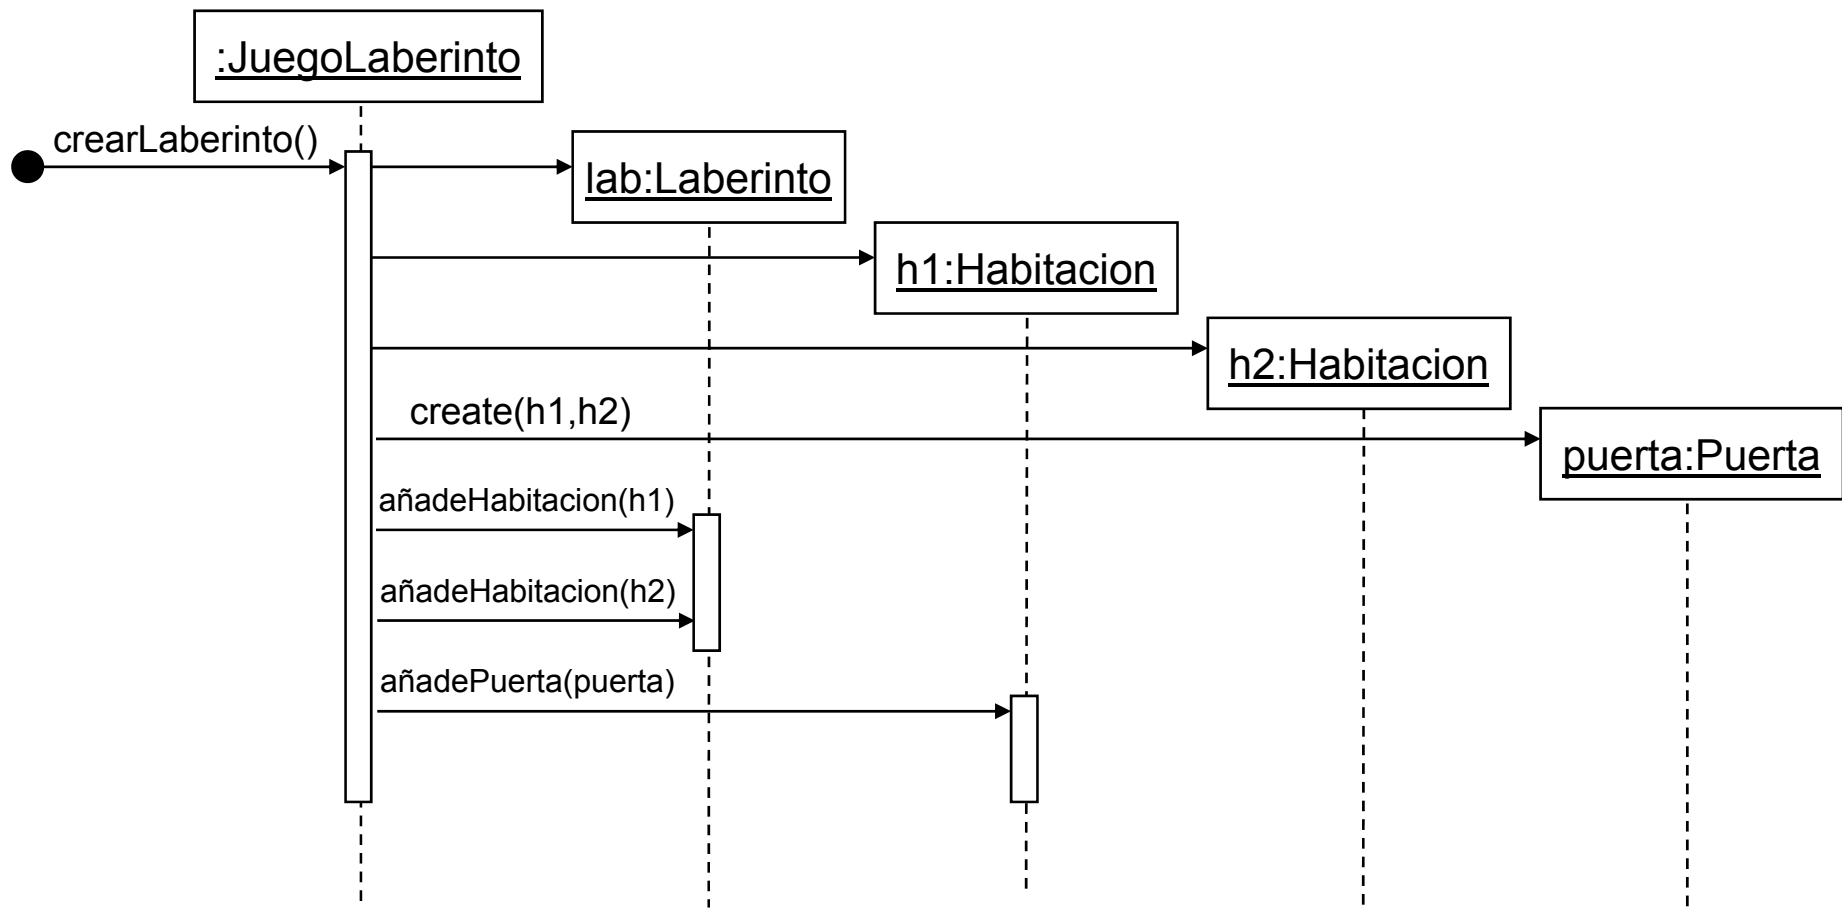 :JuegoLaberinto
crearLaberinto()
lab:Laberinto
h1:Habitacion
h2:Habitacion
create(h1,h2)
puerta:Puerta
añadeHabitacion(h1)
añadeHabitacion(h2)
añadePuerta(puerta)